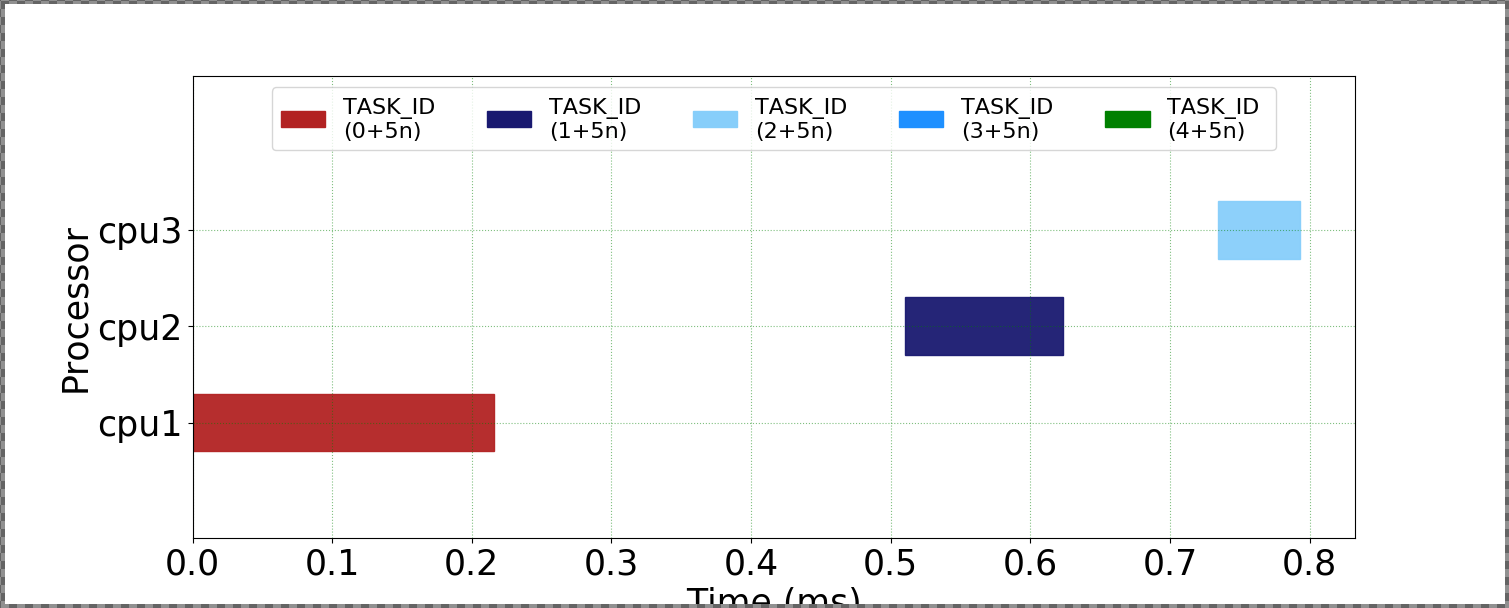 TASK_ID TASK_ID TASK_ID TASK_ID TASK_ID
(0+5n) (1+5n) (2+5n) (3+5n) (4+5n)
Processor
cpu3
cpu2
cpu1
0.0 0.1 0.2 0.3 0.4 0.5 0.6 0.7 0.8
Time (ms)